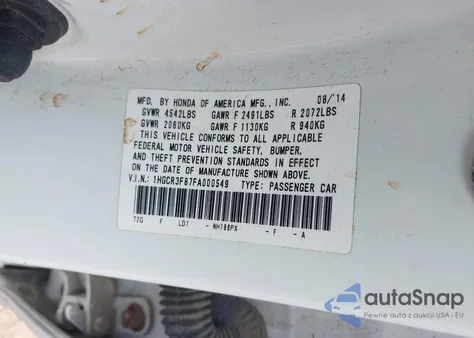 MFD. BY HONDA OF AMERICA MFG., INC. 08/'14
GVWR 4542LBS GAWR F 2491LBS R 2072LBS
GVWR 2060KG GAWR F 1130KG R 940KG
THIS VEHICLE CONFORMS TO ALL APPLICABLE
FEDERAL MOTOR VEHICLE SAFETY, BUMPER,
AND THEFT PREVENTION STANDARDS IN EFFECT
ON THE DATE OF MANUFACTURE SHOWN ABOVE.
V.I.N.: 1HGCR3F87FA000549 TYPE: PASSENGER CAR
12G F LD7 - NH788PX - F - A
autoSnap
Pewne auta z aukcji USA i EU